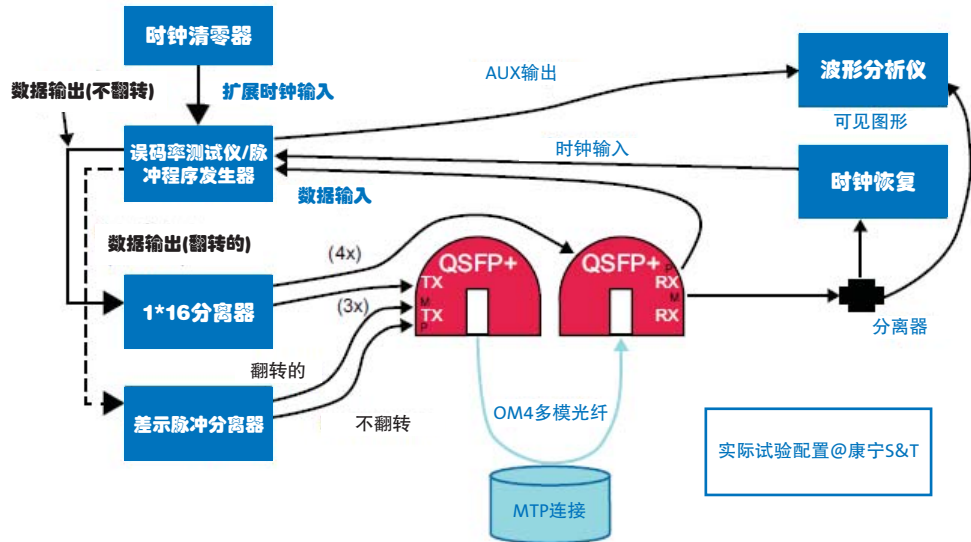 时钟清零器
数据输出(不翻转)
扩展时钟输入
AUX输出
波形分析仪
可见图形
误码率测试仪/脉
冲程序发生器
时钟输入
数据输入
时钟恢复
数据输出(翻转的)
(4x)
QSFP+
QSFP+
TX
P
RX
1*16分离器
(3x)
M
TX
P
M
RX
分离器
翻转的
差示脉冲分离器
不翻转
OM4多模光纤
实际试验配置@康宁S&T
MTP连接